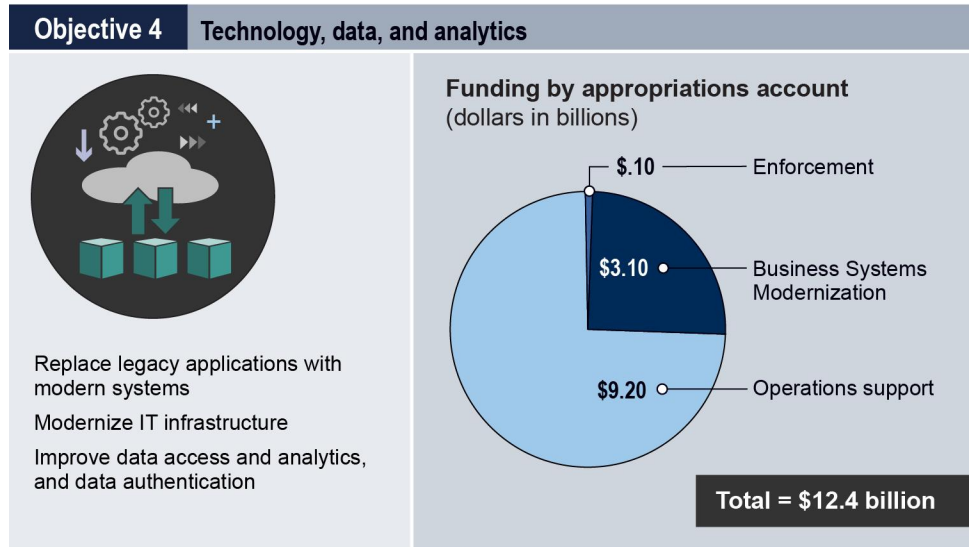 Objective 4
Technology, data, and analytics
Replace legacy applications with
modern systems
Modernize IT infrastructure
Improve data access and analytics,
and data authentication
Funding by appropriations account
(dollars in billions)
$.10
Enforcement
$3.10
Business Systems
Modernization
$9.20
Operations support
Total = $12.4 billion